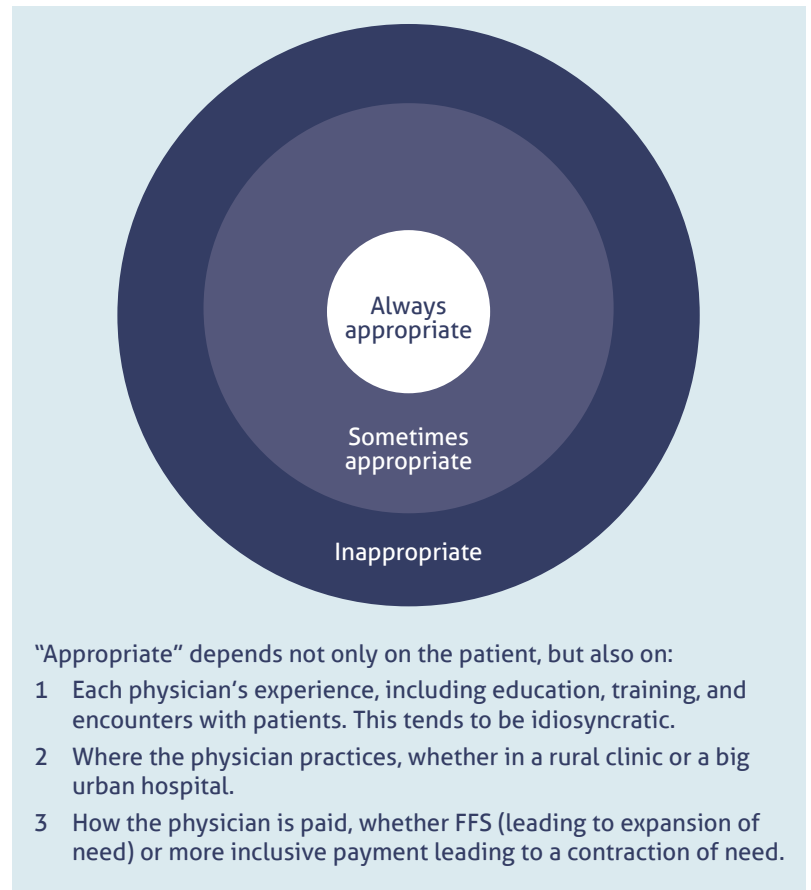 Always
appropriate
Sometimes
appropriate
Inappropriate
“Appropriate” depends not only on the patient, but also on:
1 Each physician’s experience, including education, training, and
encounters with patients. This tends to be idiosyncratic.
2 Where the physician practices, whether in a rural clinic or a big
urban hospital.
3 How the physician is paid, whether FFS (leading to expansion of
need) or more inclusive payment leading to a contraction of need.